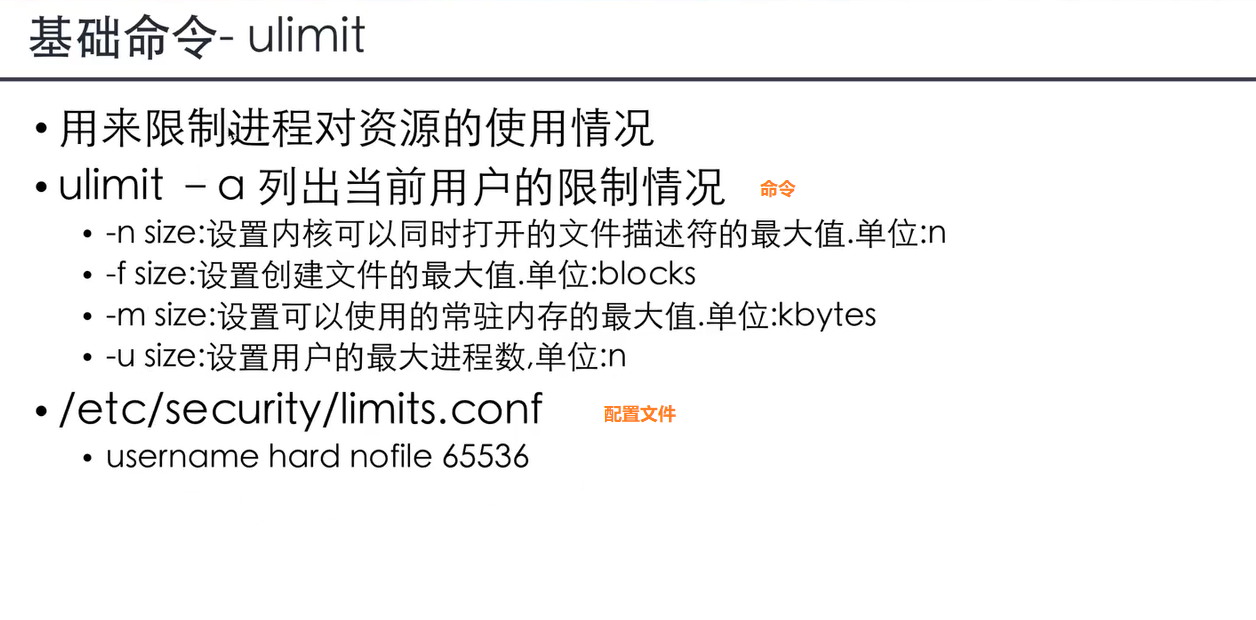 基础命令- ulimit
• 用来限制进程对资源的使用情况
• ulimit – a 列出当前用户的限制情况 命令
• -n size:设置内核可以同时打开的文件描述符的最大值.单位:n
• -f size:设置创建文件的最大值.单位:blocks
• -m size:设置可以使用的常驻内存的最大值.单位:kbytes
• -u size:设置用户的最大进程数,单位:n
• /etc/security/limits.conf 配置文件
• username hard nofile 65536